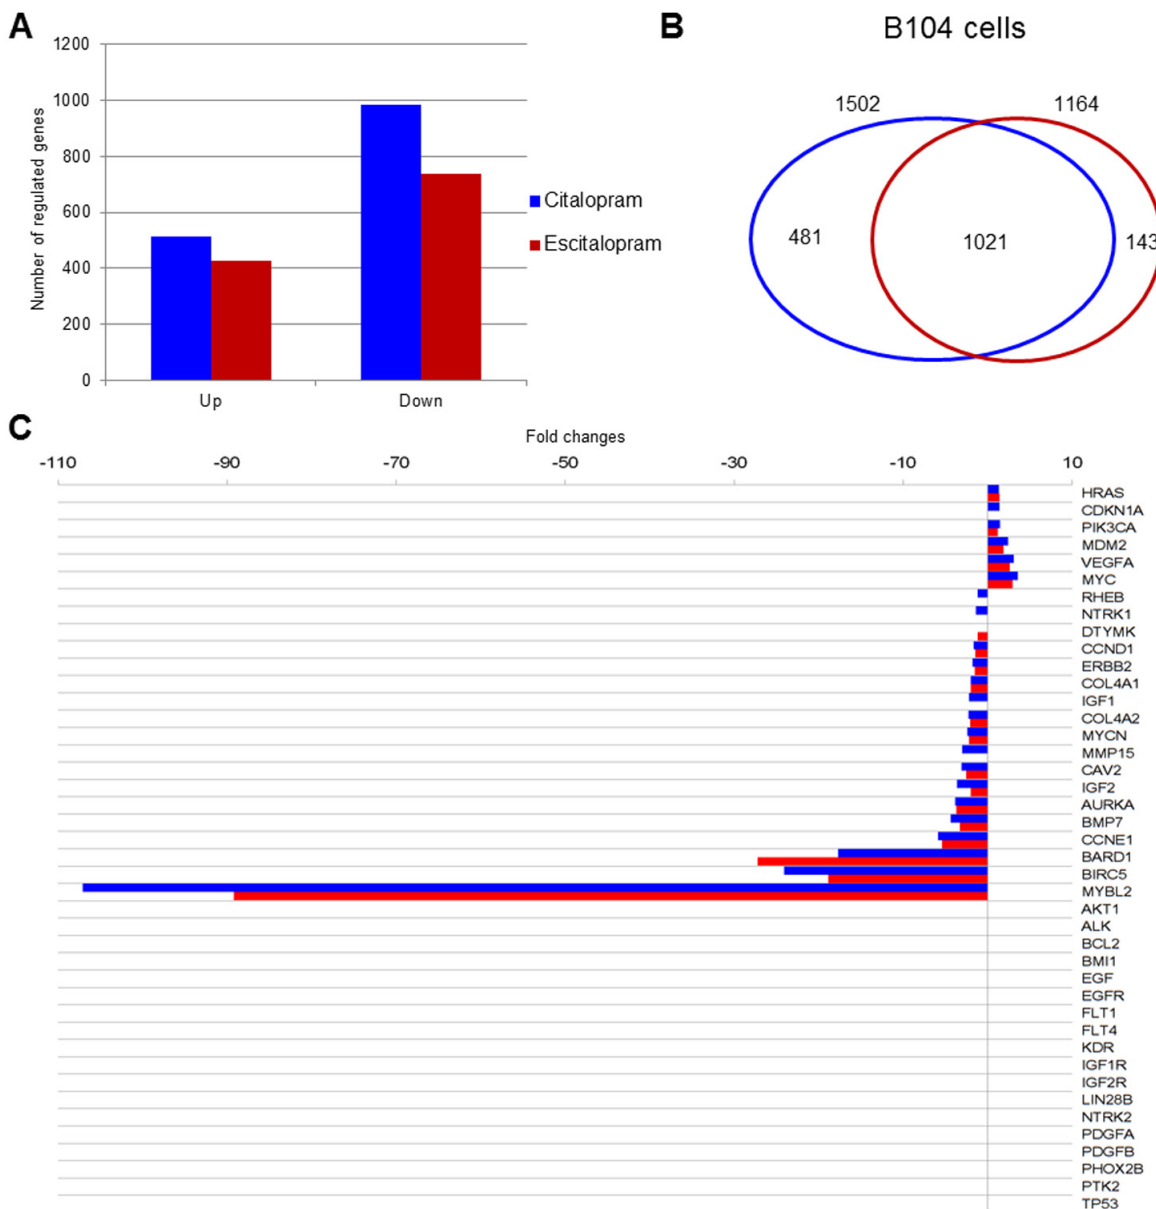 A
1200
1000
800
600
400
200
0
Number of regulated genes
Up
Down
Citalopram
Escitalopram
B
B104 cells
1502
1164
481
1021
143
C
Fold changes
-110 -90 -70 -50 -30 -10 10
HRAS
CDKN1A
PIK3CA
MDM2
VEGFA
MYC
RHEB
NTRK1
DTYMK
CCND1
ERBB2
COL4A1
IGF1
COL4A2
MYCN
MMP15
CAV2
IGF2
AURKA
BMP7
CCNE1
BARD1
BIRC5
MYBL2
AKT1
ALK
BCL2
BMI1
EGF
EGFR
FLT1
FLT4
KDR
IGF1R
IGF2R
LIN28B
NTRK2
PDGFA
PDGFB
PHOX2B
PTK2
TP53